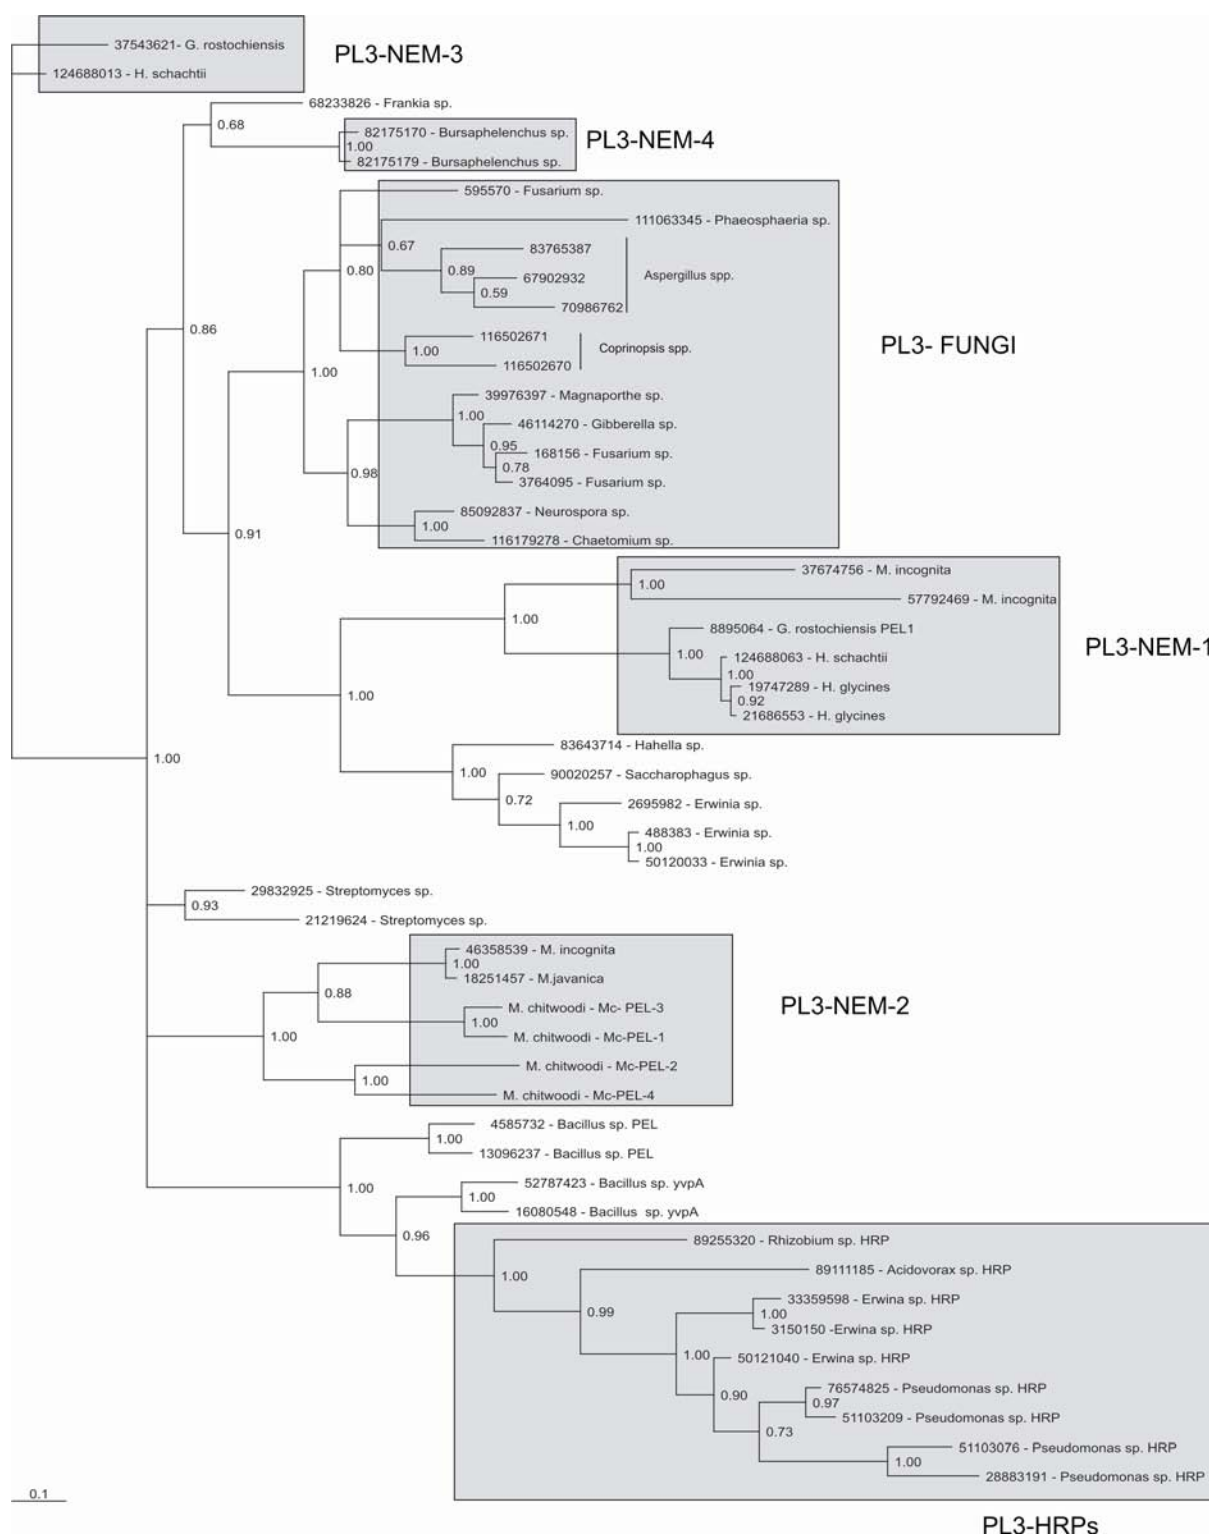 37543621- G. rostochiensis
PL3-NEM-3
124688013 - H. schachtii
68233826 - Frankia sp.
0.68
82175170 - Bursaphelenchus sp.
1.00
PL3-NEM-4
82175179 - Bursaphelenchus sp.
595570 - Fusarium sp.
111063345 - Phaeosphaeria sp.
0.67
83765387
0.80
0.89
67902932
Aspergillus spp.
0.59
70986762
0.86
116502671
1.00
Coprinopsis spp.
PL3- FUNGI
116502670
1.00
39976397 - Magnaporthe sp.
1.00
46114270 - Gibberella sp.
0.95
168156 - Fusarium sp.
0.98
0.78
3764095 - Fusarium sp.
85092837 - Neurospora sp.
1.00
0.91
116179278 - Chaetomium sp.
37674756 - M. incognita
1.00
57792469 - M. incognita
1.00
8895064 - G. rostochiensis PEL1
PL3-NEM-1
1.00
124688063 - H. schachtii
1.00
19747289 - H. glycines
1.00
0.92
21686553 - H. glycines
83643714 - Hahella sp.
1.00
1.00
90020257 - Saccharophagus sp.
0.72
2695982 - Erwinia sp.
1.00
488383 - Erwinia sp.
1.00
50120033 - Erwinia sp.
29832925 - Streptomyces sp.
0.93
21219624 - Streptomyces sp.
46358539 - M. incognita
1.00
18251457 - M.javanica
0.88
M. chitwoodi - Mc- PEL-3
PL3-NEM-2
1.00
1.00
M. chitwoodi - Mc-PEL-1
M. chitwoodi - Mc-PEL-2
1.00
M. chitwoodi - Mc-PEL-4
4585732 - Bacillus sp. PEL
1.00
13096237 - Bacillus sp. PEL
1.00
52787423 - Bacillus sp. yvpA
1.00
16080548 - Bacillus sp. yvpA
0.96
89255320 - Rhizobium sp. HRP
1.00
89111185 - Acidovorax sp. HRP
0.99
33359598 - Erwina sp. HRP
1.00
3150150 -Erwina sp. HRP
1.00
50121040 - Erwina sp. HRP
0.90
76574825 - Pseudomonas sp. HRP
0.97
51103209 - Pseudomonas sp. HRP
0.73
51103076 - Pseudomonas sp. HRP
1.00
28883191 - Pseudomonas sp. HRP
0.1
PL3-HRPs